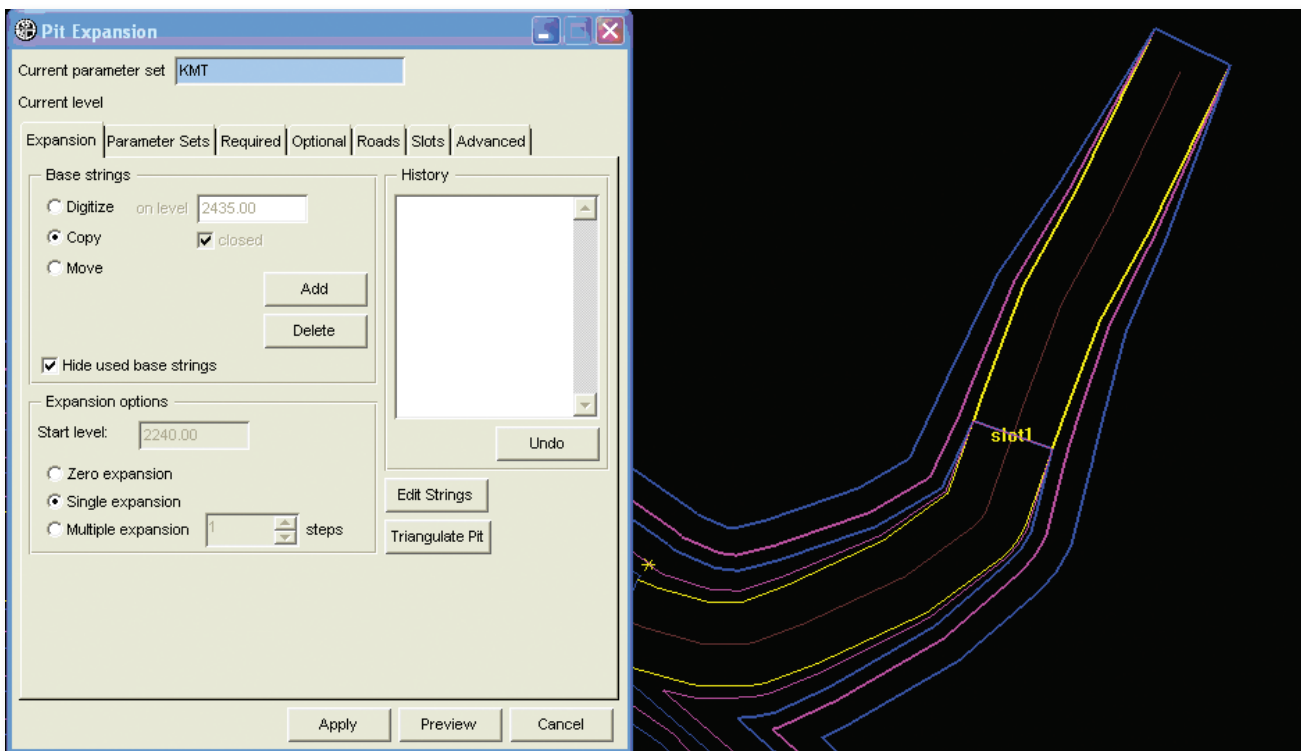 Pit Expansion
Current parameter set KMT
Current level
Expansion Parameter Sets Required Optional Roads Slots Advanced
Base strings
Digitize on level 2435.00
Copy closed
Move
Add
Delete
Hide used base strings
History
Undo
Expansion options
Start level: 2240.00
Zero expansion
Single expansion
Multiple expansion 1 steps
Edit Strings
Triangulate Pit
Apply Preview Cancel
slot1